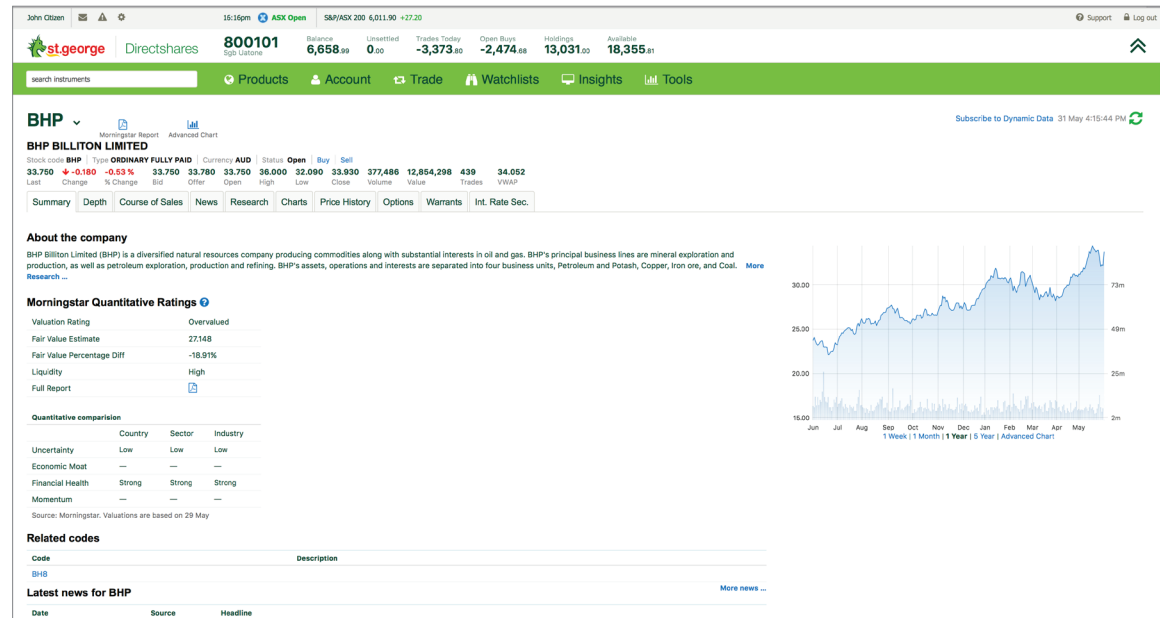 John Citizen 16:16pm ASX Open S&P/ASX 200 6,011.90 +27.20 Support Log out
st.george Directshares 800101 Balance Unsettled Trades Today Open Buys Holdings Available
Sgb Uatone 6,658.99 0.00 -3,373.80 -2,474.68 13,031.00 18,355.81
search instruments Products Account Trade Watchlists Insights Tools
BHP Morningstar Report Advanced Chart Subscribe to Dynamic Data 31 May 4:15:44 PM
BHP BILLITON LIMITED
Stock code BHP Type ORDINARY FULLY PAID Currency AUD Status Open Buy Sell
33.750 -0.180 -0.53 % 33.750 33.780 33.750 36.000 32.090 33.930 377,486 12,854,298 439 34.052
Last Change % Change Bid Offer Open High Low Close Volume Value Trades VWAP
Summary Depth Course of Sales News Research Charts Price History Options Warrants Int. Rate Sec.
About the company
BHP Billiton Limited (BHP) is a diversified natural resources company producing commodities along with substantial interests in oil and gas. BHP's principal business lines are mineral exploration and
production, as well as petroleum exploration, production and refining. BHP's assets, operations and interests are separated into four business units, Petroleum and Potash, Copper, Iron ore, and Coal. More
Research ...
Morningstar Quantitative Ratings ?
Valuation Rating Overvalued
Fair Value Estimate 27.148
Fair Value Percentage Diff -18.91%
Liquidity High
Full Report
Quantitative comparision
Country Sector Industry
Uncertainty Low Low Low
Economic Moat — — —
Financial Health Strong Strong Strong
Momentum — — —
Source: Morningstar. Valuations are based on 29 May
30.00 73m
25.00 49m
20.00 25m
15.00 2m
Jun Jul Aug Sep Oct Nov Dec Jan Feb Mar Apr May
1 Week | 1 Month | 1 Year | 5 Year | Advanced Chart
Related codes
Code Description
BH8
Latest news for BHP More news ...
Date Source Headline